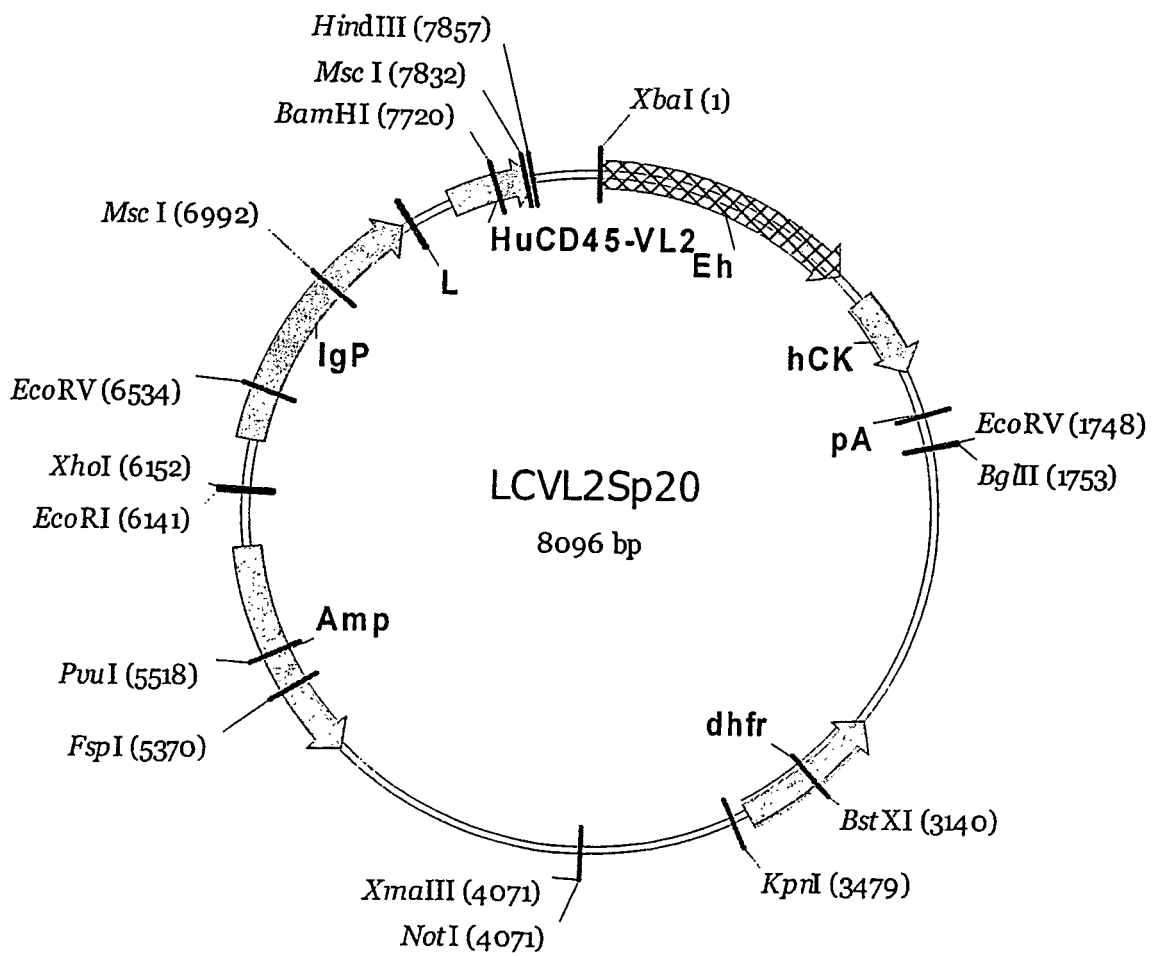 HindIII (7857)
Msc I (7832)
BamHI (7720)
XbaI (1)
Msc I (6992)
HuCD45-VL2
Eh
L
IgP
hCK
EcoRV (6534)
pA
EcoRV (1748)
BglII (1753)
XhoI (6152)
EcoRI (6141)
LCVL2Sp20
8096 bp
Amp
PvuI (5518)
FspI (5370)
dhfr
BstXI (3140)
KpnI (3479)
XmaIII (4071)
NotI (4071)